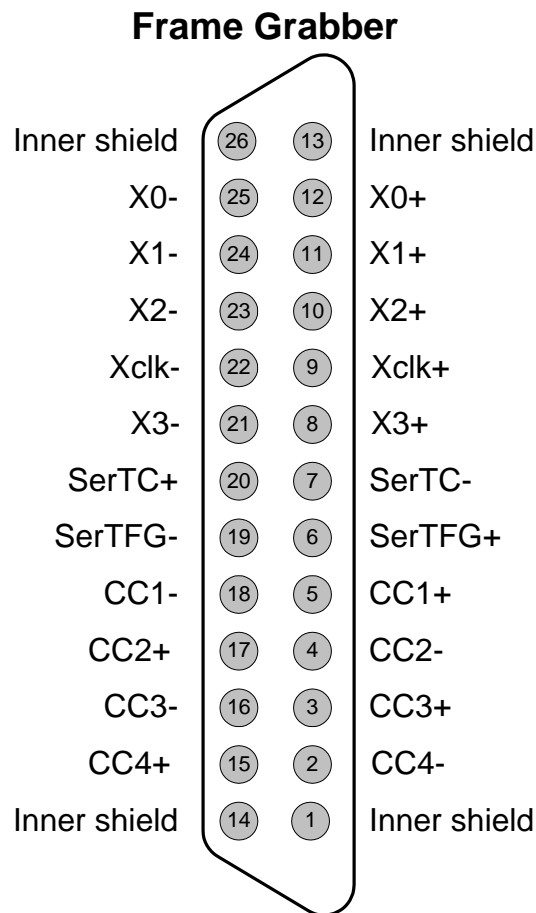 Frame Grabber
Inner shield 26 13 Inner shield
X0- 25 12 X0+
X1- 24 11 X1+
X2- 23 10 X2+
Xclk- 22 9 Xclk+
X3- 21 8 X3+
SerTC+ 20 7 SerTC-
SerTFG- 19 6 SerTFG+
CC1- 18 5 CC1+
CC2+ 17 4 CC2-
CC3- 16 3 CC3+
CC4+ 15 2 CC4-
Inner shield 14 1 Inner shield